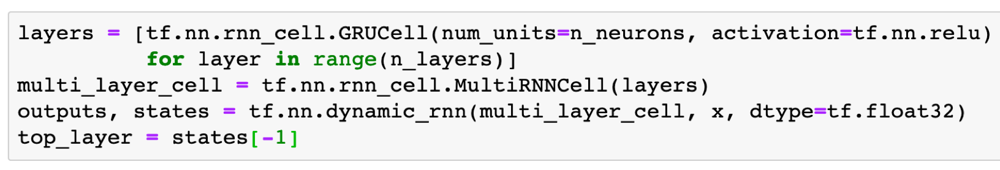 layers = [tf.nn.rnn_cell.GRUCell(num_units=n_neurons, activation=tf.nn.relu)
          for layer in range(n_layers)]
multi_layer_cell = tf.nn.rnn_cell.MultiRNNCell(layers)
outputs, states = tf.nn.dynamic_rnn(multi_layer_cell, x, dtype=tf.float32)
top_layer = states[-1]